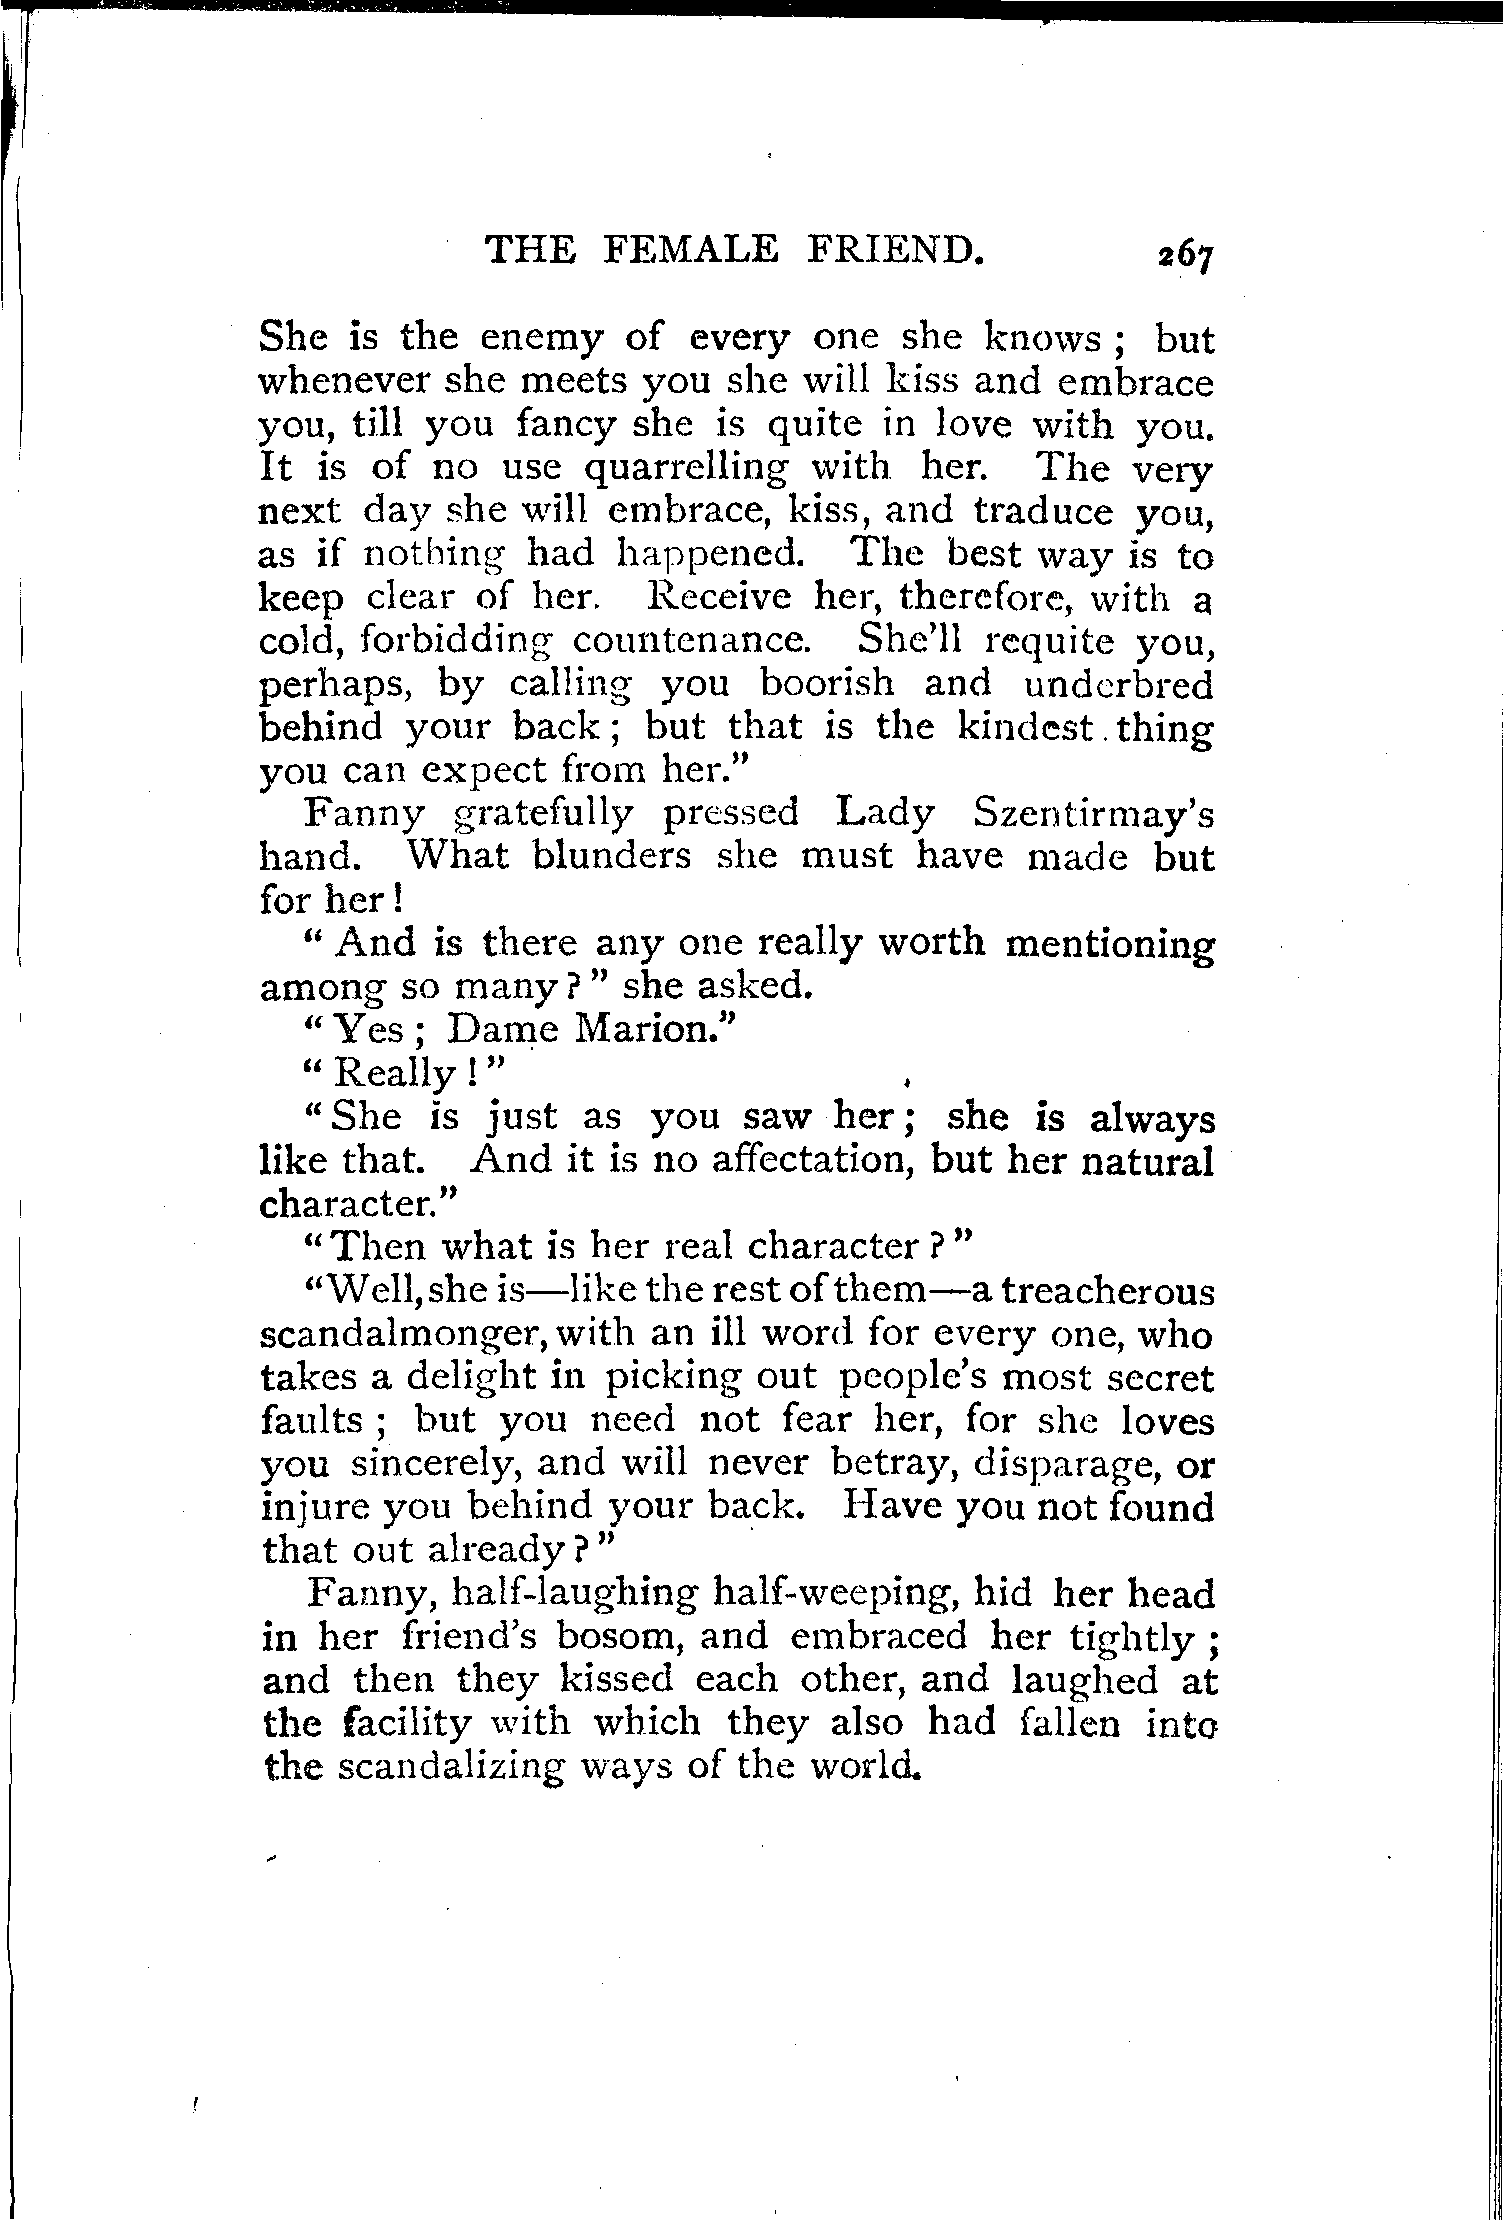 THE FEMALE FRIEND. 267
She is the enemy of every one she knows ; but
whenever she meets you she will kiss and embrace
you, till you fancy she is quite in love with you.
It is of no use quarrelling with her. The very
next day she will embrace, kiss, and traduce you,
as if nothing had happened. The best way is to
keep clear of her. Receive her, therefore, with a
cold, forbidding countenance. She'll requite you,
perhaps, by calling you boorish and underbred
behind your back ; but that is the kindest thing
you can expect from her."
Fanny gratefully pressed Lady Szentirmay's
hand. What blunders she must have made but
for her !
" And is there any one really worth mentioning
among so many ? " she asked.
" Yes ; Dame Marion."
" Really ! "
" She is just as you saw her ; she is always
like that. And it is no affectation, but her natural
character."
" Then what is her real character ? "
"Well, she is—like the rest of them—a treacherous
scandalmonger, with an ill word for every one, who
takes a delight in picking out people's most secret
faults ; but you need not fear her, for she loves
you sincerely, and will never betray, disparage, or
injure you behind your back. Have you not found
that out already ? "
Fanny, half-laughing half-weeping, hid her head
in her friend's bosom, and embraced her tightly ;
and then they kissed each other, and laughed at
the facility with which they also had fallen into
the scandalizing ways of the world.